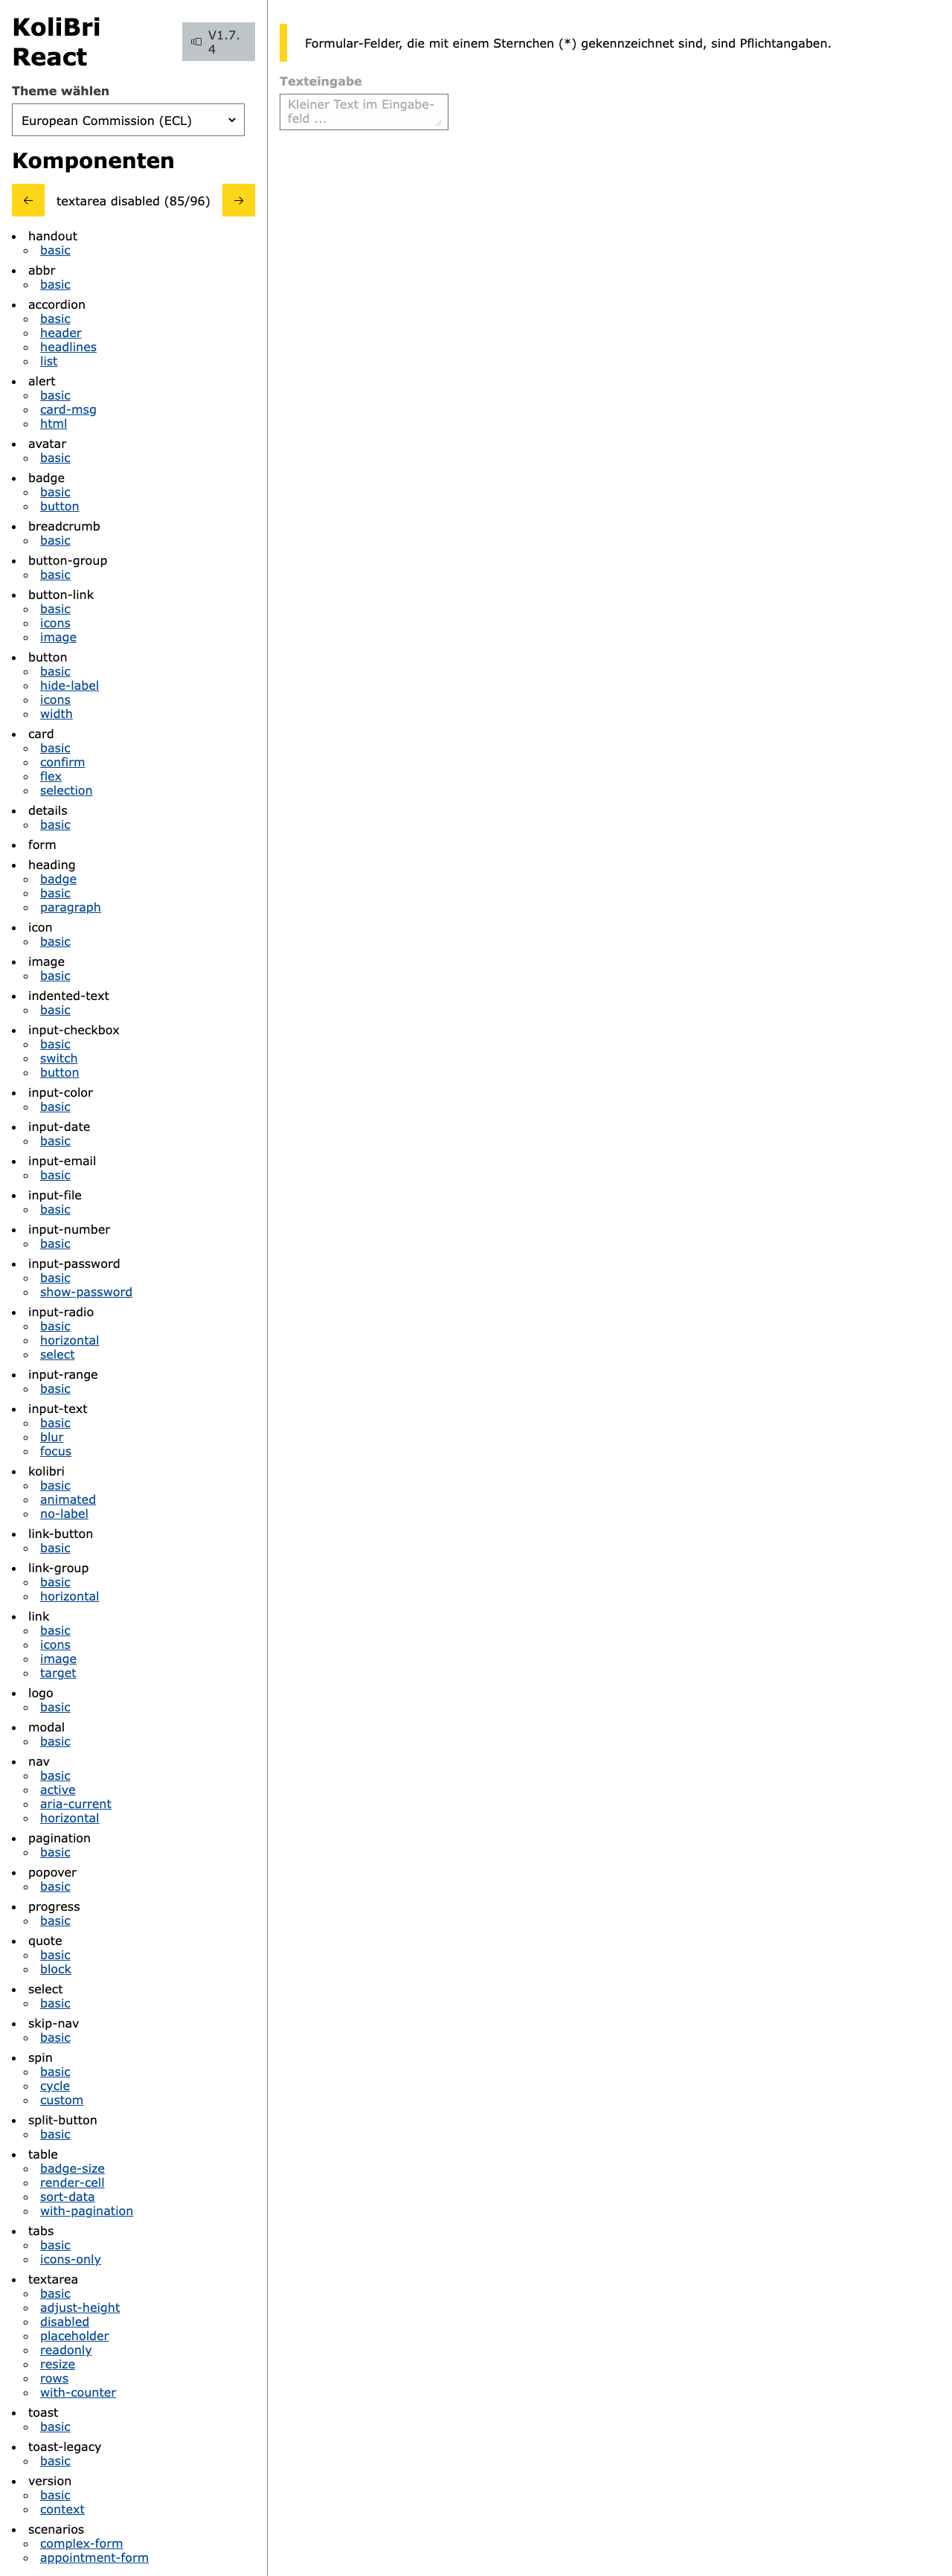 KoliBri
React
V1.7.
4
Theme wählen
European Commission (ECL)
Komponenten
textarea disabled (85/96)
handout
basic
abbr
basic
accordion
basic
header
headlines
list
alert
basic
card-msg
html
avatar
basic
badge
basic
button
breadcrumb
basic
button-group
basic
button-link
basic
icons
image
button
basic
hide-label
icons
width
card
basic
confirm
flex
selection
details
basic
form
heading
badge
basic
paragraph
icon
basic
image
basic
indented-text
basic
input-checkbox
basic
switch
button
input-color
basic
input-date
basic
input-email
basic
input-file
basic
input-number
basic
input-password
basic
show-password
input-radio
basic
horizontal
select
input-range
basic
input-text
basic
blur
focus
kolibri
basic
animated
no-label
link-button
basic
link-group
basic
horizontal
link
basic
icons
image
target
logo
basic
modal
basic
nav
basic
active
aria-current
horizontal
pagination
basic
popover
basic
progress
basic
quote
basic
block
select
basic
skip-nav
basic
spin
basic
cycle
custom
split-button
basic
table
badge-size
render-cell
sort-data
with-pagination
tabs
basic
icons-only
textarea
basic
adjust-height
disabled
placeholder
readonly
resize
rows
with-counter
toast
basic
toast-legacy
basic
version
basic
context
scenarios
complex-form
appointment-form
Formular-Felder, die mit einem Sternchen (*) gekennzeichnet sind, sind Pflichtangaben.
Texteingabe
Kleiner Text im Eingabe-
feld ...